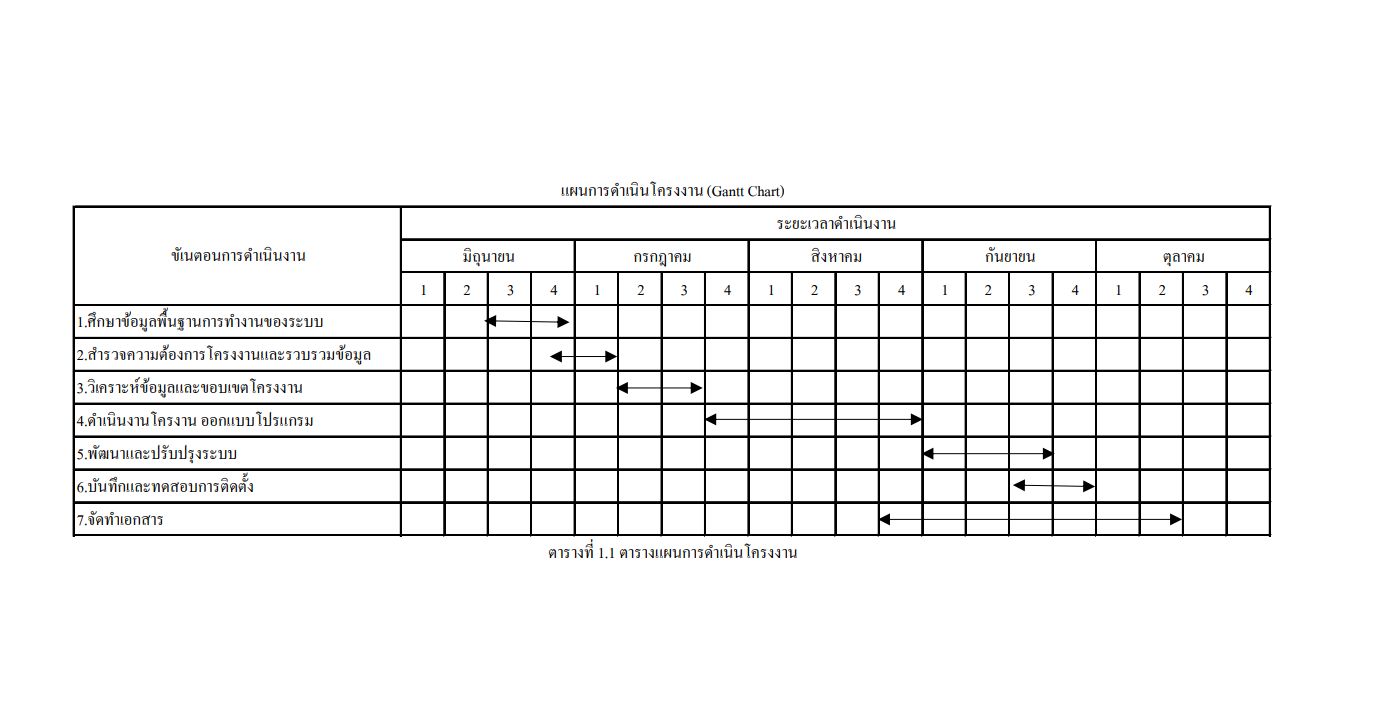 แผนการดำเนินโครงงาน (Gantt Chart)
ขั้นตอนการดำเนินงาน
ระยะเวลาดำเนินงาน
มิถุนายน กรกฎาคม สิงหาคม กันยายน ตุลาคม
1 2 3 4 1 2 3 4 1 2 3 4 1 2 3 4 1 2 3 4
1.ศึกษาข้อมูลพื้นฐานการทำงานของระบบ
2.สำรวจความต้องการโครงงานและรวบรวมข้อมูล
3.วิเคราะห์ข้อมูลและขอบเขตโครงงาน
4.ดำเนินงานโครงงาน ออกแบบโปรแกรม
5.พัฒนาและปรับปรุงระบบ
6.บันทึกและทดสอบการติดตั้ง
7.จัดทำเอกสาร
ตารางที่ 1.1 ตารางแผนการดำเนินโครงงาน